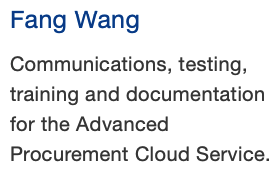 Fang Wang
Communications, testing,
training and documentation
for the Advanced
Procurement Cloud Service.